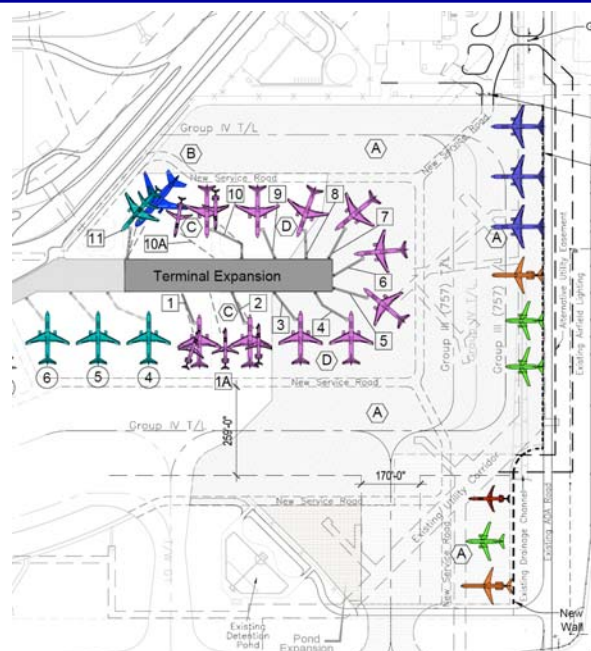 G
Group IV T/L
B
A
New Service Road
New Service Road
10
9
8
C
D
7
11
10A
A
6
Terminal Expansion
Group III (757)
Group III (757) T/L
Alternative Utility Easement
Existing Airfield Lighting
1
2
C
3
4
5
D
6
5
4
1A
New Service Road
A
Group IV T/L
259'-0"
170'-0"
Existing Utility Corridor
New Service Road
New Service Road
A
Existing Drainage Channel
Existing AOA Road
Existing
Detention
Pond
Pond
Expansion
New
Wall